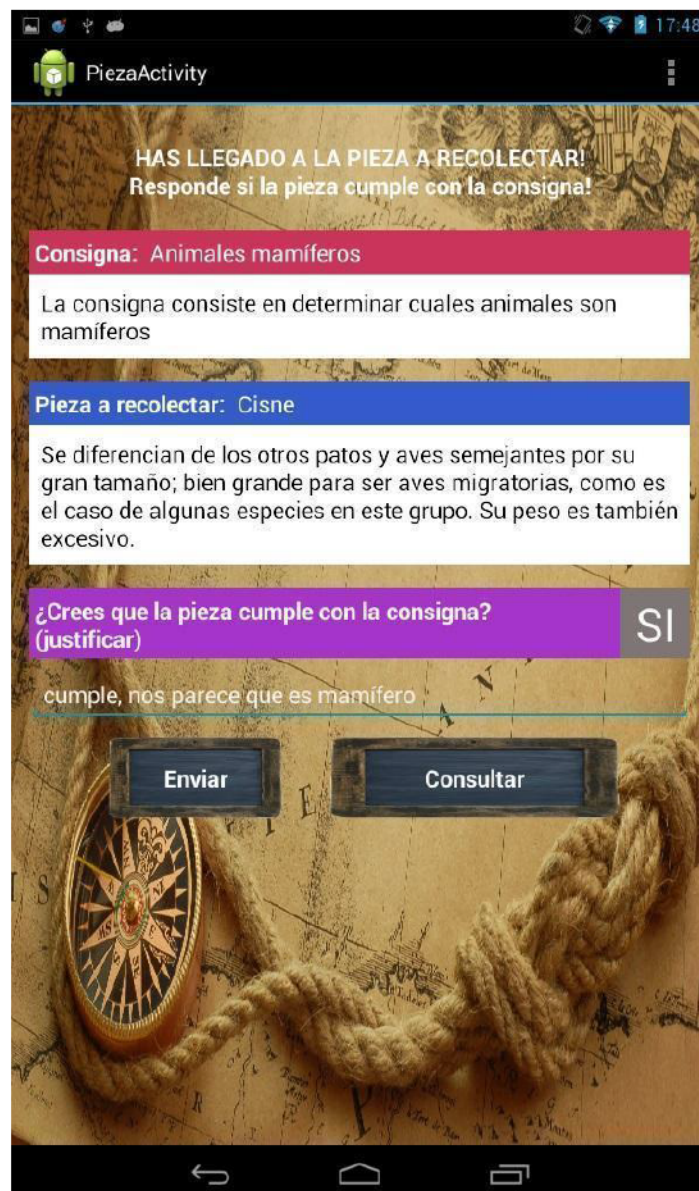 17:48
PiezaActivity
HAS LLEGADO A LA PIEZA A RECOLECTAR!
Responde si la pieza cumple con la consigna!
Consigna: Animales mamíferos
La consigna consiste en determinar cuales animales son
mamíferos
Pieza a recolectar: Cisne
Se diferencian de los otros patos y aves semejantes por su
gran tamaño; bien grande para ser aves migratorias, como es
el caso de algunas especies en este grupo. Su peso es también
excesivo.
¿Crees que la pieza cumple con la consigna?
(justificar)
SI
cumple, nos parece que es mamífero
Enviar
Consultar